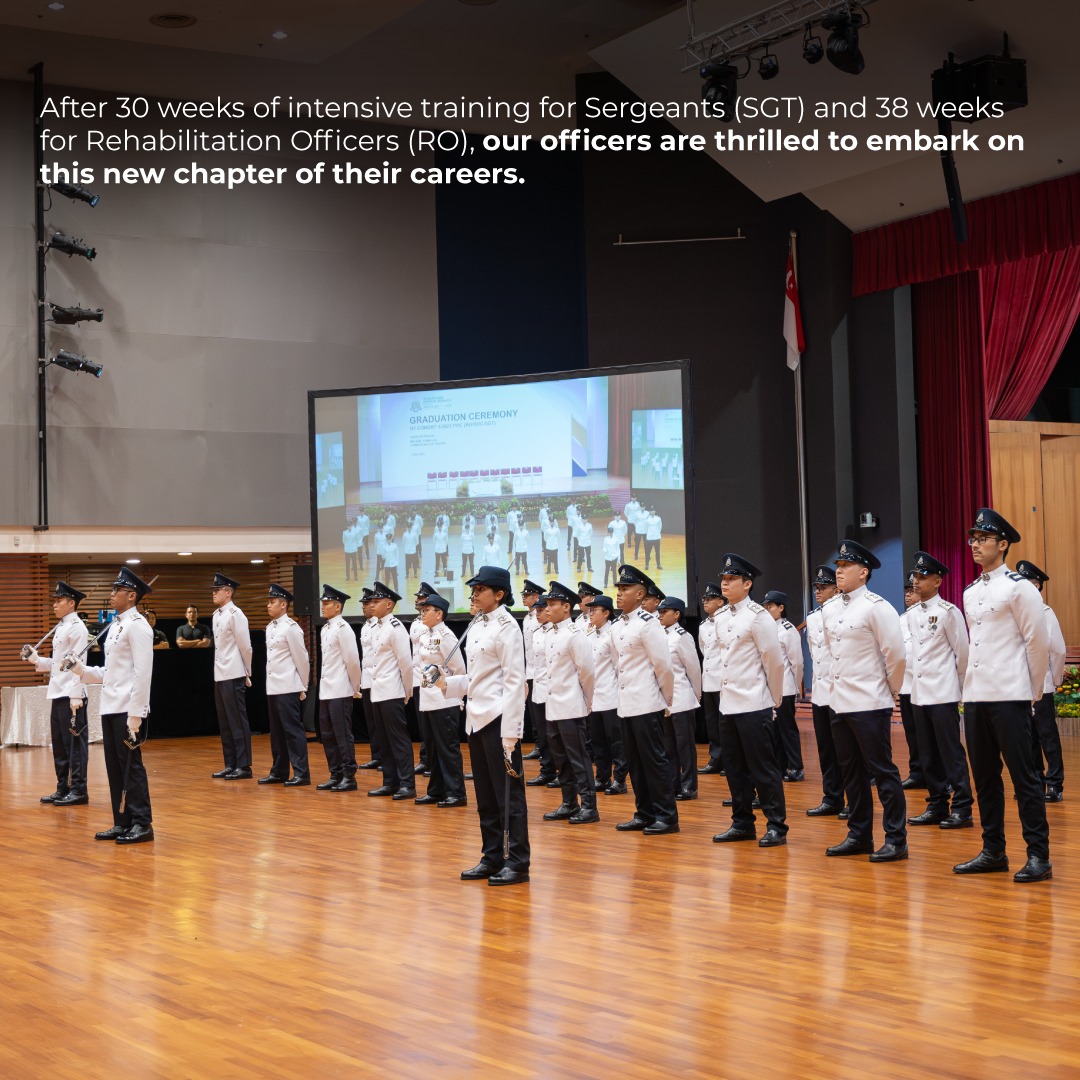 After 30 weeks of intensive training for Sergeants (SGT) and 38 weeks
for Rehabilitation Officers (RO), our officers are thrilled to embark on
this new chapter of their careers.
GRADUATION CEREMONY